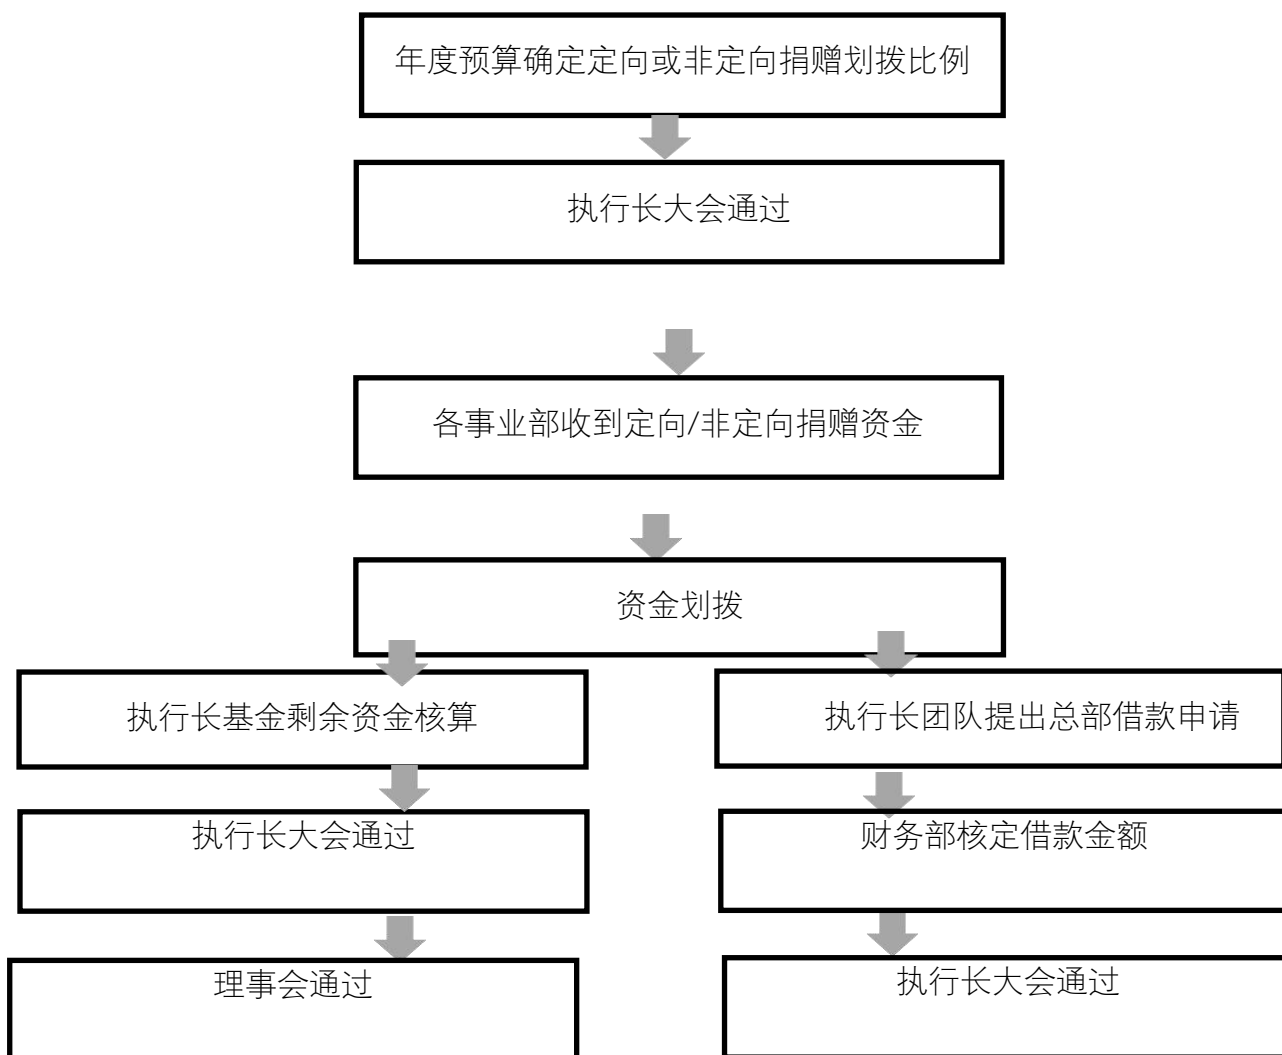 年度预算确定定向或非定向捐赠划拨比例
执行长大会通过
各事业部收到定向/非定向捐赠资金
资金划拨
执行长基金剩余资金核算
执行长团队提出总部借款申请
执行长大会通过
财务部核定借款金额
理事会通过
执行长大会通过